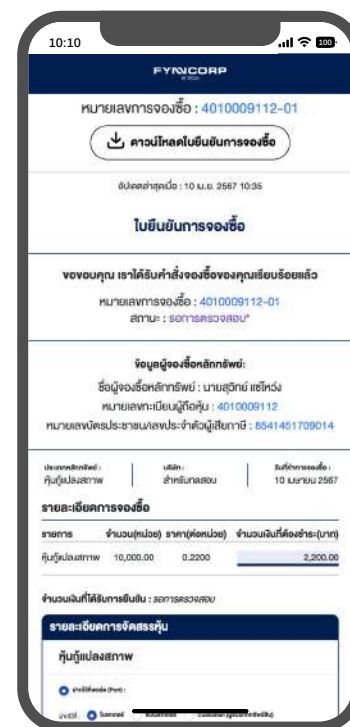 10:10
100
FYNNCORP
หมายเลขการจองซื้อ : 4010009112-01
ดาวน์โหลดใบยืนยันการจองซื้อ
อัปเดตล่าสุดเมื่อ : 10 เม.ย. 2567 10:35
ใบยืนยันการจองซื้อ
ขอขอบคุณ เราได้รับคำสั่งจองซื้อของคุณเรียบร้อยแล้ว
หมายเลขการจองซื้อ : 4010009112-01
สถานะ : รอการตรวจสอบ*
ข้อมูลผู้จองซื้อหลักทรัพย์:
ชื่อผู้จองซื้อหลักทรัพย์ : นายสุวิทย์ แซ่ไหว่ง
หมายเลขทะเบียนผู้ถือหุ้น : 4010009112
หมายเลขบัตรประชาชน/เลขประจำตัวผู้เสียภาษี : 8541451709014
ประเภทหลักทรัพย์ : บริษัท : วันที่ทำการจองซื้อ :
หุ้นกู้แปลงสภาพ สำหรับทดสอบ 10 เมษายน 2567
รายละเอียดการจองซื้อ
รายการ จำนวน(หน่วย) ราคา(ต่อหน่วย) จำนวนเงินที่ต้องชำระ(บาท)
หุ้นกู้แปลงสภาพ 10,000.00 0.2200 2,200.00
จำนวนเงินที่ได้รับการยืนยัน : รอการตรวจสอบ
รายละเอียดการจัดสรรหุ้น
หุ้นกู้แปลงสภาพ